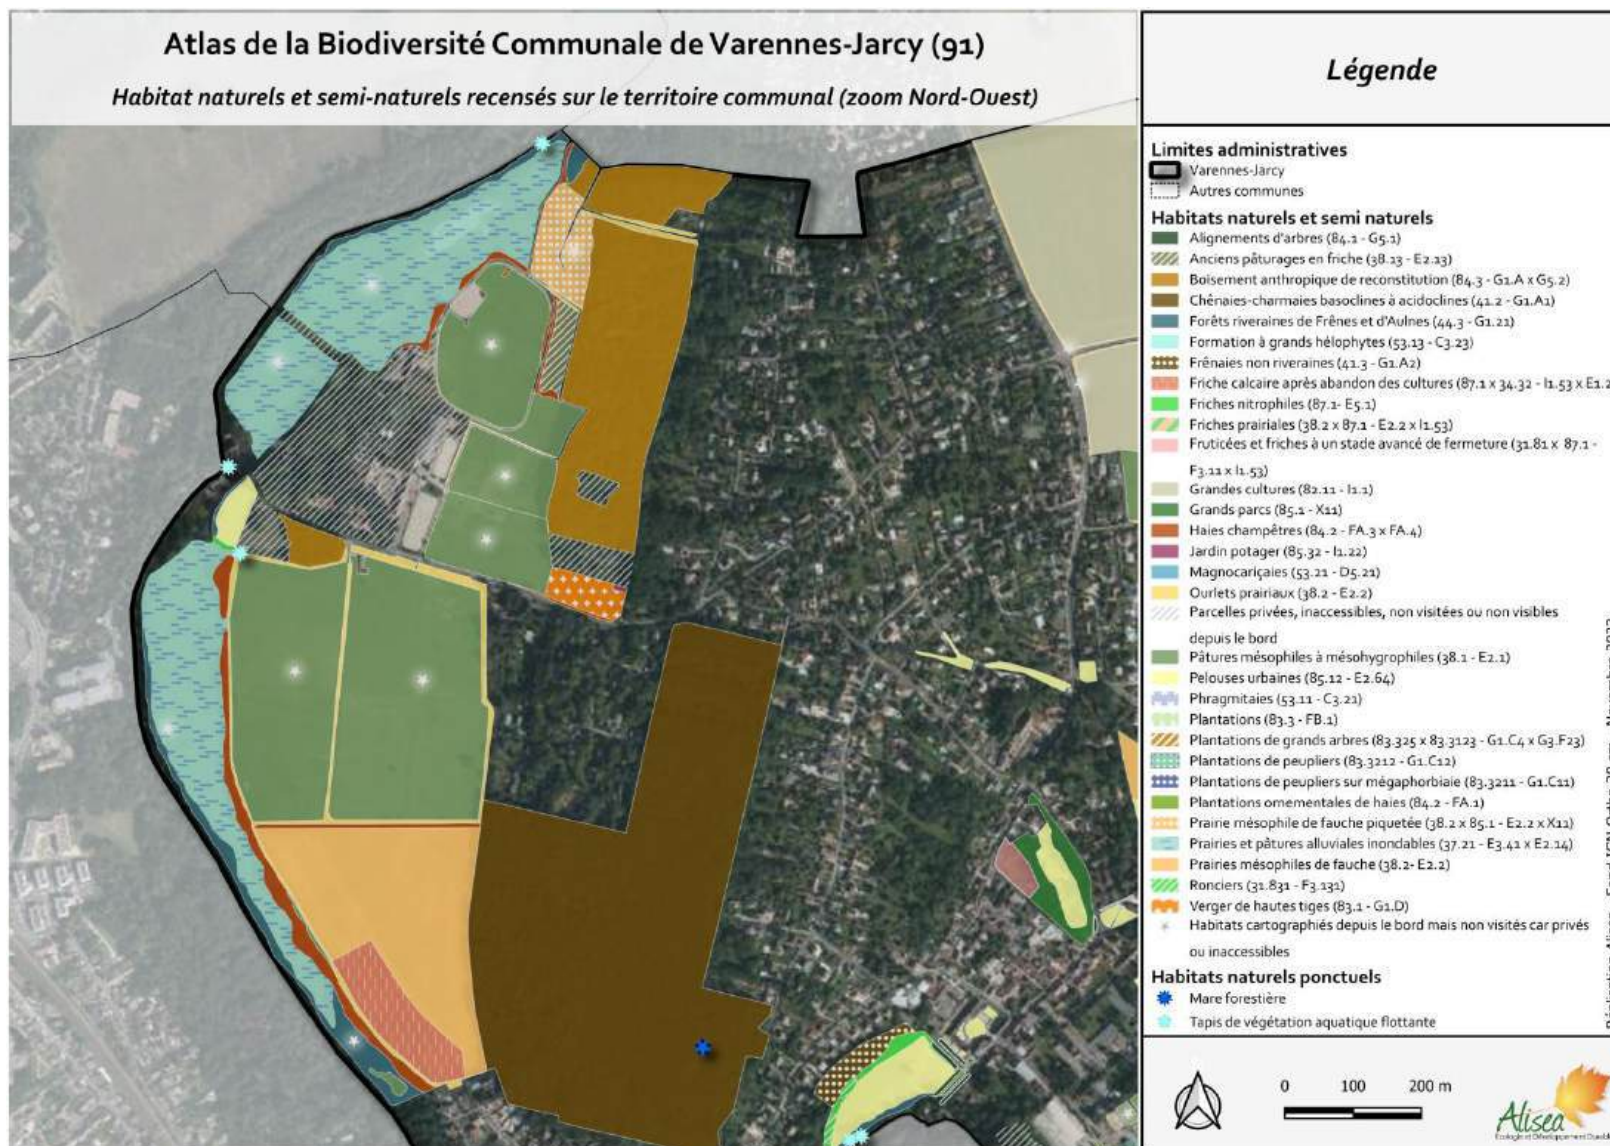 Atlas de la Biodiversité Communale de Varennes-Jarcy (91)
Habitat naturels et semi-naturels recensés sur le territoire communal (zoom Nord-Ouest)
Légende
Limites administratives
Varennes-Jarcy
Autres communes
Habitats naturels et semi naturels
Alignements d'arbres (84.1 - G5.1)
Anciens pâturages en friche (38.13 - E2.13)
Boisement anthropique de reconstitution (84.3 - G1.A x G5.2)
Chênaies-charmaies basoclines à acidoclines (41.2 - G1.A1)
Forêts riveraines de Frênes et d'Aulnes (44.3 - G1.21)
Formation à grands hélophytes (53.13 - C3.23)
Frênaies non riveraines (41.3 - G1.A2)
Friche calcaire après abandon des cultures (87.1 x 34.32 - I1.53 x E1.2
Friches nitrophiles (87.1- E5.1)
Friches prairiales (38.2 x 87.1 - E2.2 x I1.53)
Fruticées et friches à un stade avancé de fermeture (31.81 x 87.1 -
F3.11 x I1.53)
Grandes cultures (82.11 - I1.1)
Grands parcs (85.1 - X11)
Haies champêtres (84.2 - FA.3 x FA.4)
Jardin potager (85.32 - I1.22)
Magnocariçaies (53.21 - D5.21)
Ourlets prairiaux (38.2 - E2.2)
Parcelles privées, inaccessibles, non visitées ou non visibles
depuis le bord
Pâtures mésophiles à mésohygrophiles (38.1 - E2.1)
Pelouses urbaines (85.12 - E2.64)
Phragmitaies (53.11 - C3.21)
Plantations (83.3 - FB.1)
Plantations de grands arbres (83.325 x 83.3123 - G1.C4 x G3.F23)
Plantations de peupliers (83.3212 - G1.C12)
Plantations de peupliers sur mégaphorbiaie (83.3211 - G1.C11)
Plantations ornementales de haies (84.2 - FA.1)
Prairie mésophile de fauche piquetée (38.2 x 85.1 - E2.2 x X11)
Prairies et pâtures alluviales inondables (37.21 - E3.41 x E2.14)
Prairies mésophiles de fauche (38.2- E2.2)
Ronciers (31.831 - F3.131)
Verger de hautes tiges (83.1 - G1.D)
Habitats cartographiés depuis le bord mais non visités car privés
ou inaccessibles
Habitats naturels ponctuels
Mare forestière
Tapis de végétation aquatique flottante
0 100 200 m
Alisea